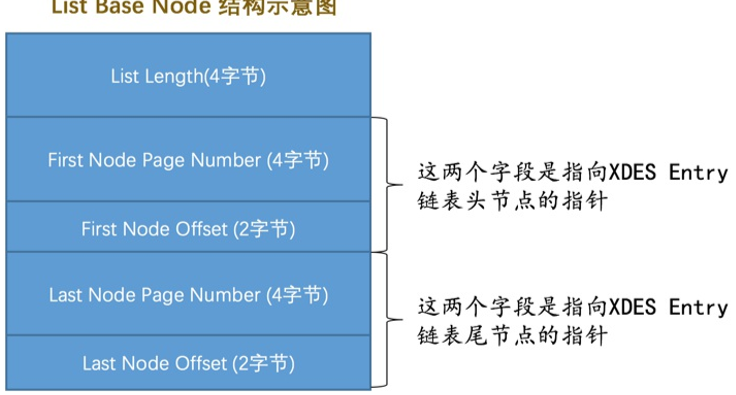 List Base Node 结构示意图
List Length(4字节)
First Node Page Number (4字节)
这两个字段是指向XDES Entry
链表头节点的指针
First Node Offset (2字节)
Last Node Page Number (4字节)
这两个字段是指向XDES Entry
链表尾节点的指针
Last Node Offset (2字节)